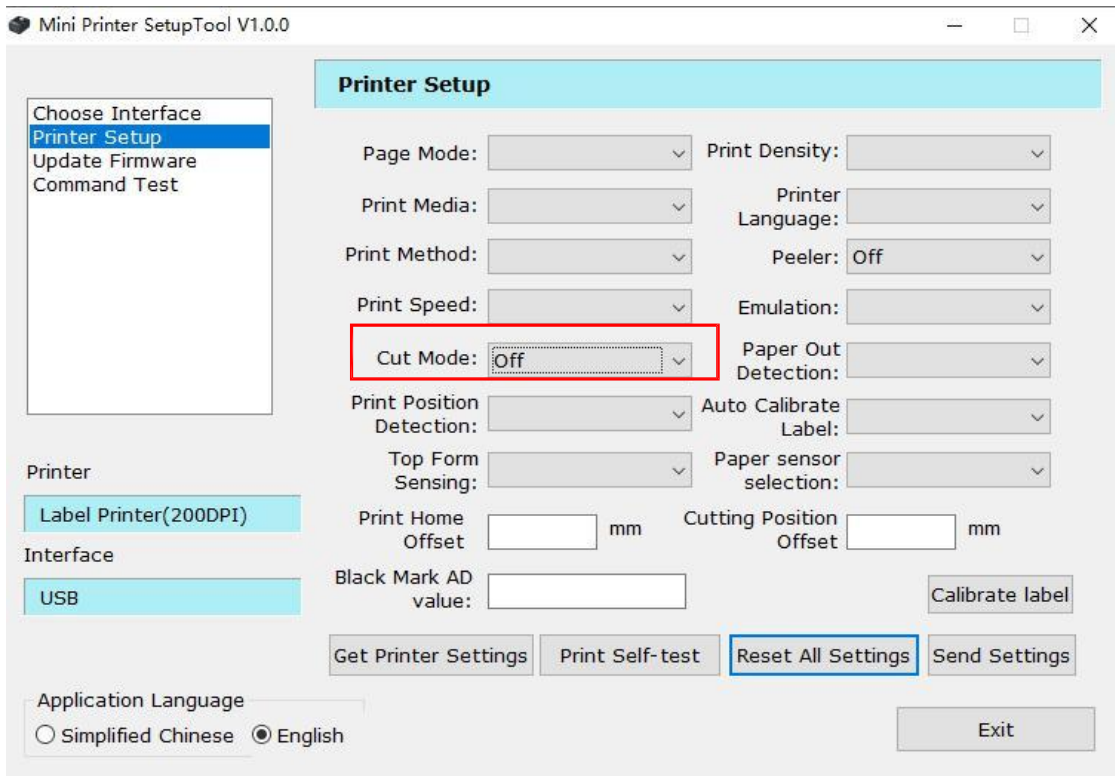 Mini Printer SetupTool V1.0.0
Choose Interface
Printer Setup
Update Firmware
Command Test
Printer
Label Printer(200DPI)
Interface
USB
Application Language
Simplified Chinese
English
Printer Setup
Page Mode:
Print Density:
Print Media:
Printer
Language:
Print Method:
Peeler: Off
Print Speed:
Emulation:
Cut Mode: Off
Paper Out
Detection:
Print Position
Detection:
Auto Calibrate
Label:
Top Form
Sensing:
Paper sensor
selection:
Print Home
Offset
mm
Cutting Position
Offset
mm
Black Mark AD
value:
Calibrate label
Get Printer Settings
Print Self-test
Reset All Settings
Send Settings
Exit